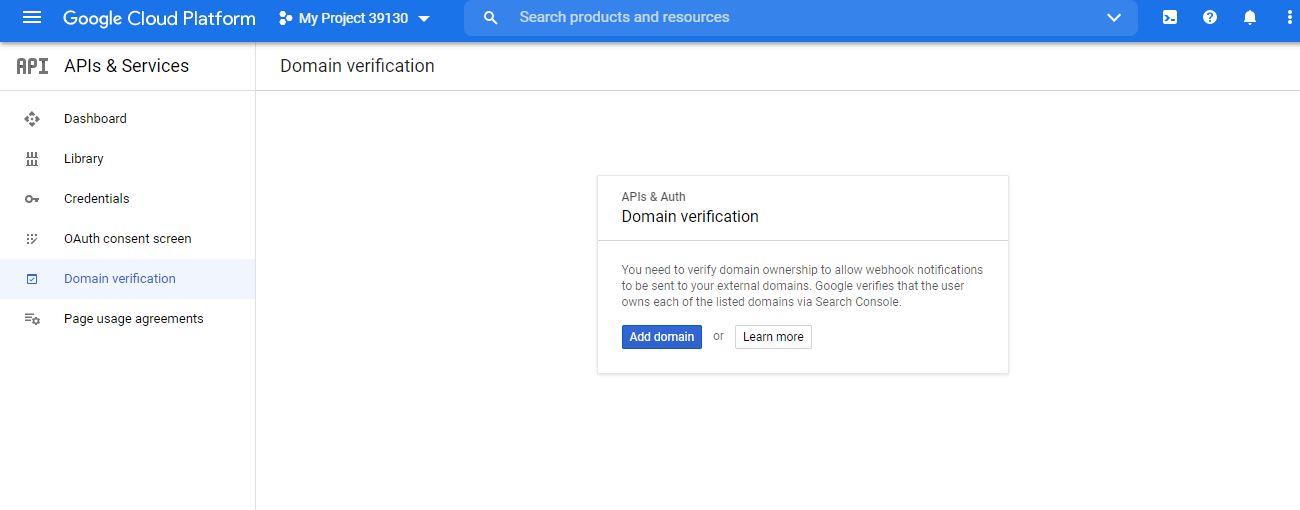 Google Cloud Platform
My Project 39130
Search products and resources
API
APIs & Services
Domain verification
Dashboard
Library
Credentials
OAuth consent screen
Domain verification
Page usage agreements
APIs & Auth
Domain verification
You need to verify domain ownership to allow webhook notifications
to be sent to your external domains. Google verifies that the user
owns each of the listed domains via Search Console.
Add domain or Learn more